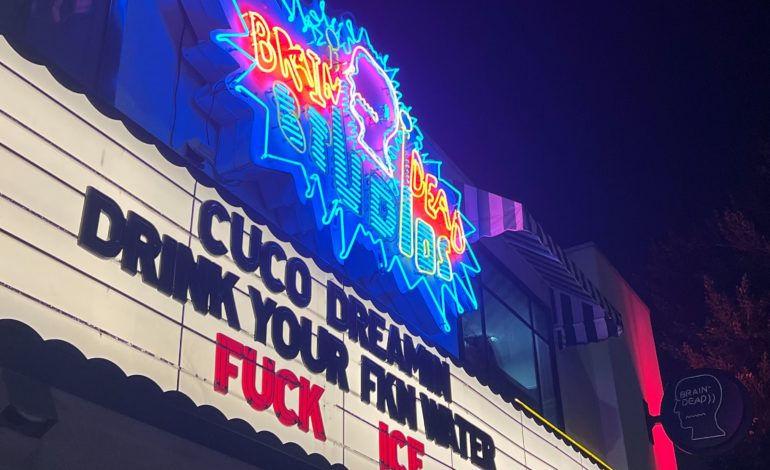 BRAIN
DEAD
STUDIOS
CUCO DREAMIN
DRINK YOUR FKN WATER
FUCK ICE
BRAIN-
DEAD))